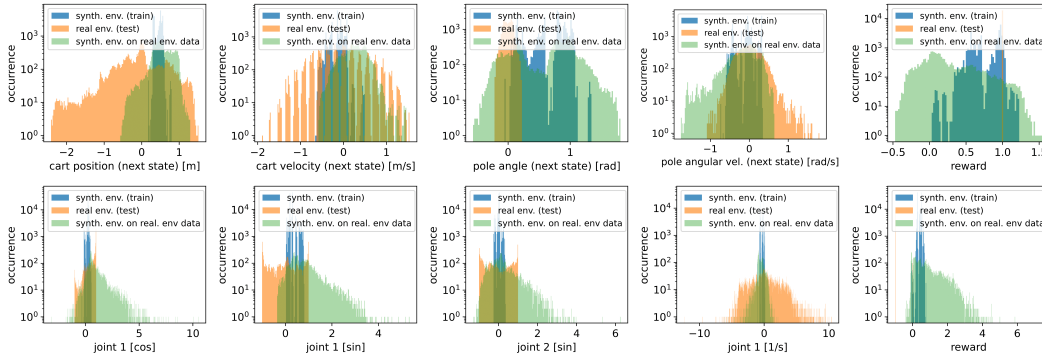 synth. env. (train)
real env. (test)
synth. env. on real env. data
occurrence
10³
10²
10¹
10⁰
−2 −1 0 1
cart position (next state) [m]
synth. env. (train)
real env. (test)
synth. env. on real env. data
occurrence
10³
10²
10¹
10⁰
−2 −1 0 1
cart velocity (next state) [m/s]
synth. env. (train)
real env. (test)
synth. env. on real env. data
occurrence
10³
10²
10¹
10⁰
0 1
pole angle (next state) [rad]
synth. env. (train)
real env. (test)
synth. env. on real env. data
occurrence
10³
10²
10¹
10⁰
−1 0 1
pole angular vel. (next state) [rad/s]
synth. env. (train)
real env. (test)
synth. env. on real env. data
occurrence
10⁴
10³
10²
10¹
10⁰
−0.5 0.0 0.5 1.0 1.5
reward
synth. env. (train)
real env. (test)
synth. env. on real. env data
occurrence
10⁴
10³
10²
10¹
10⁰
0 5 10
joint 1 [cos]
synth. env. (train)
real env. (test)
synth. env. on real. env data
occurrence
10⁴
10³
10²
10¹
10⁰
0 2 4
joint 1 [sin]
synth. env. (train)
real env. (test)
synth. env. on real. env data
occurrence
10⁴
10³
10²
10¹
10⁰
0 2 4 6
joint 2 [sin]
synth. env. (train)
real env. (test)
synth. env. on real. env data
occurrence
10⁴
10³
10²
10¹
10⁰
−10 0 10
joint 1 [1/s]
synth. env. (train)
real env. (test)
synth. env. on real. env data
occurrence
10⁴
10³
10²
10¹
10⁰
0 2 4 6
reward